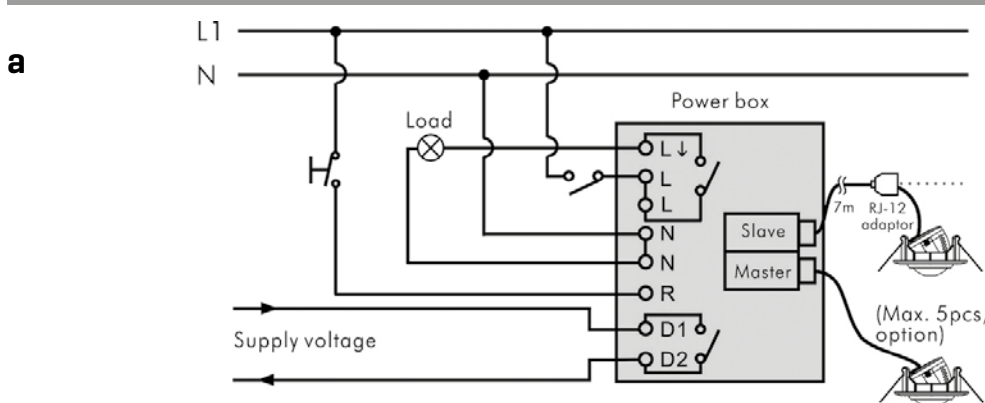 a
L1
N
Power box
Load
L ↓
L
L
N
N
R
D1
D2
Slave
Master
7m
RJ-12
adaptor
Supply voltage
(Max. 5pcs,
option)